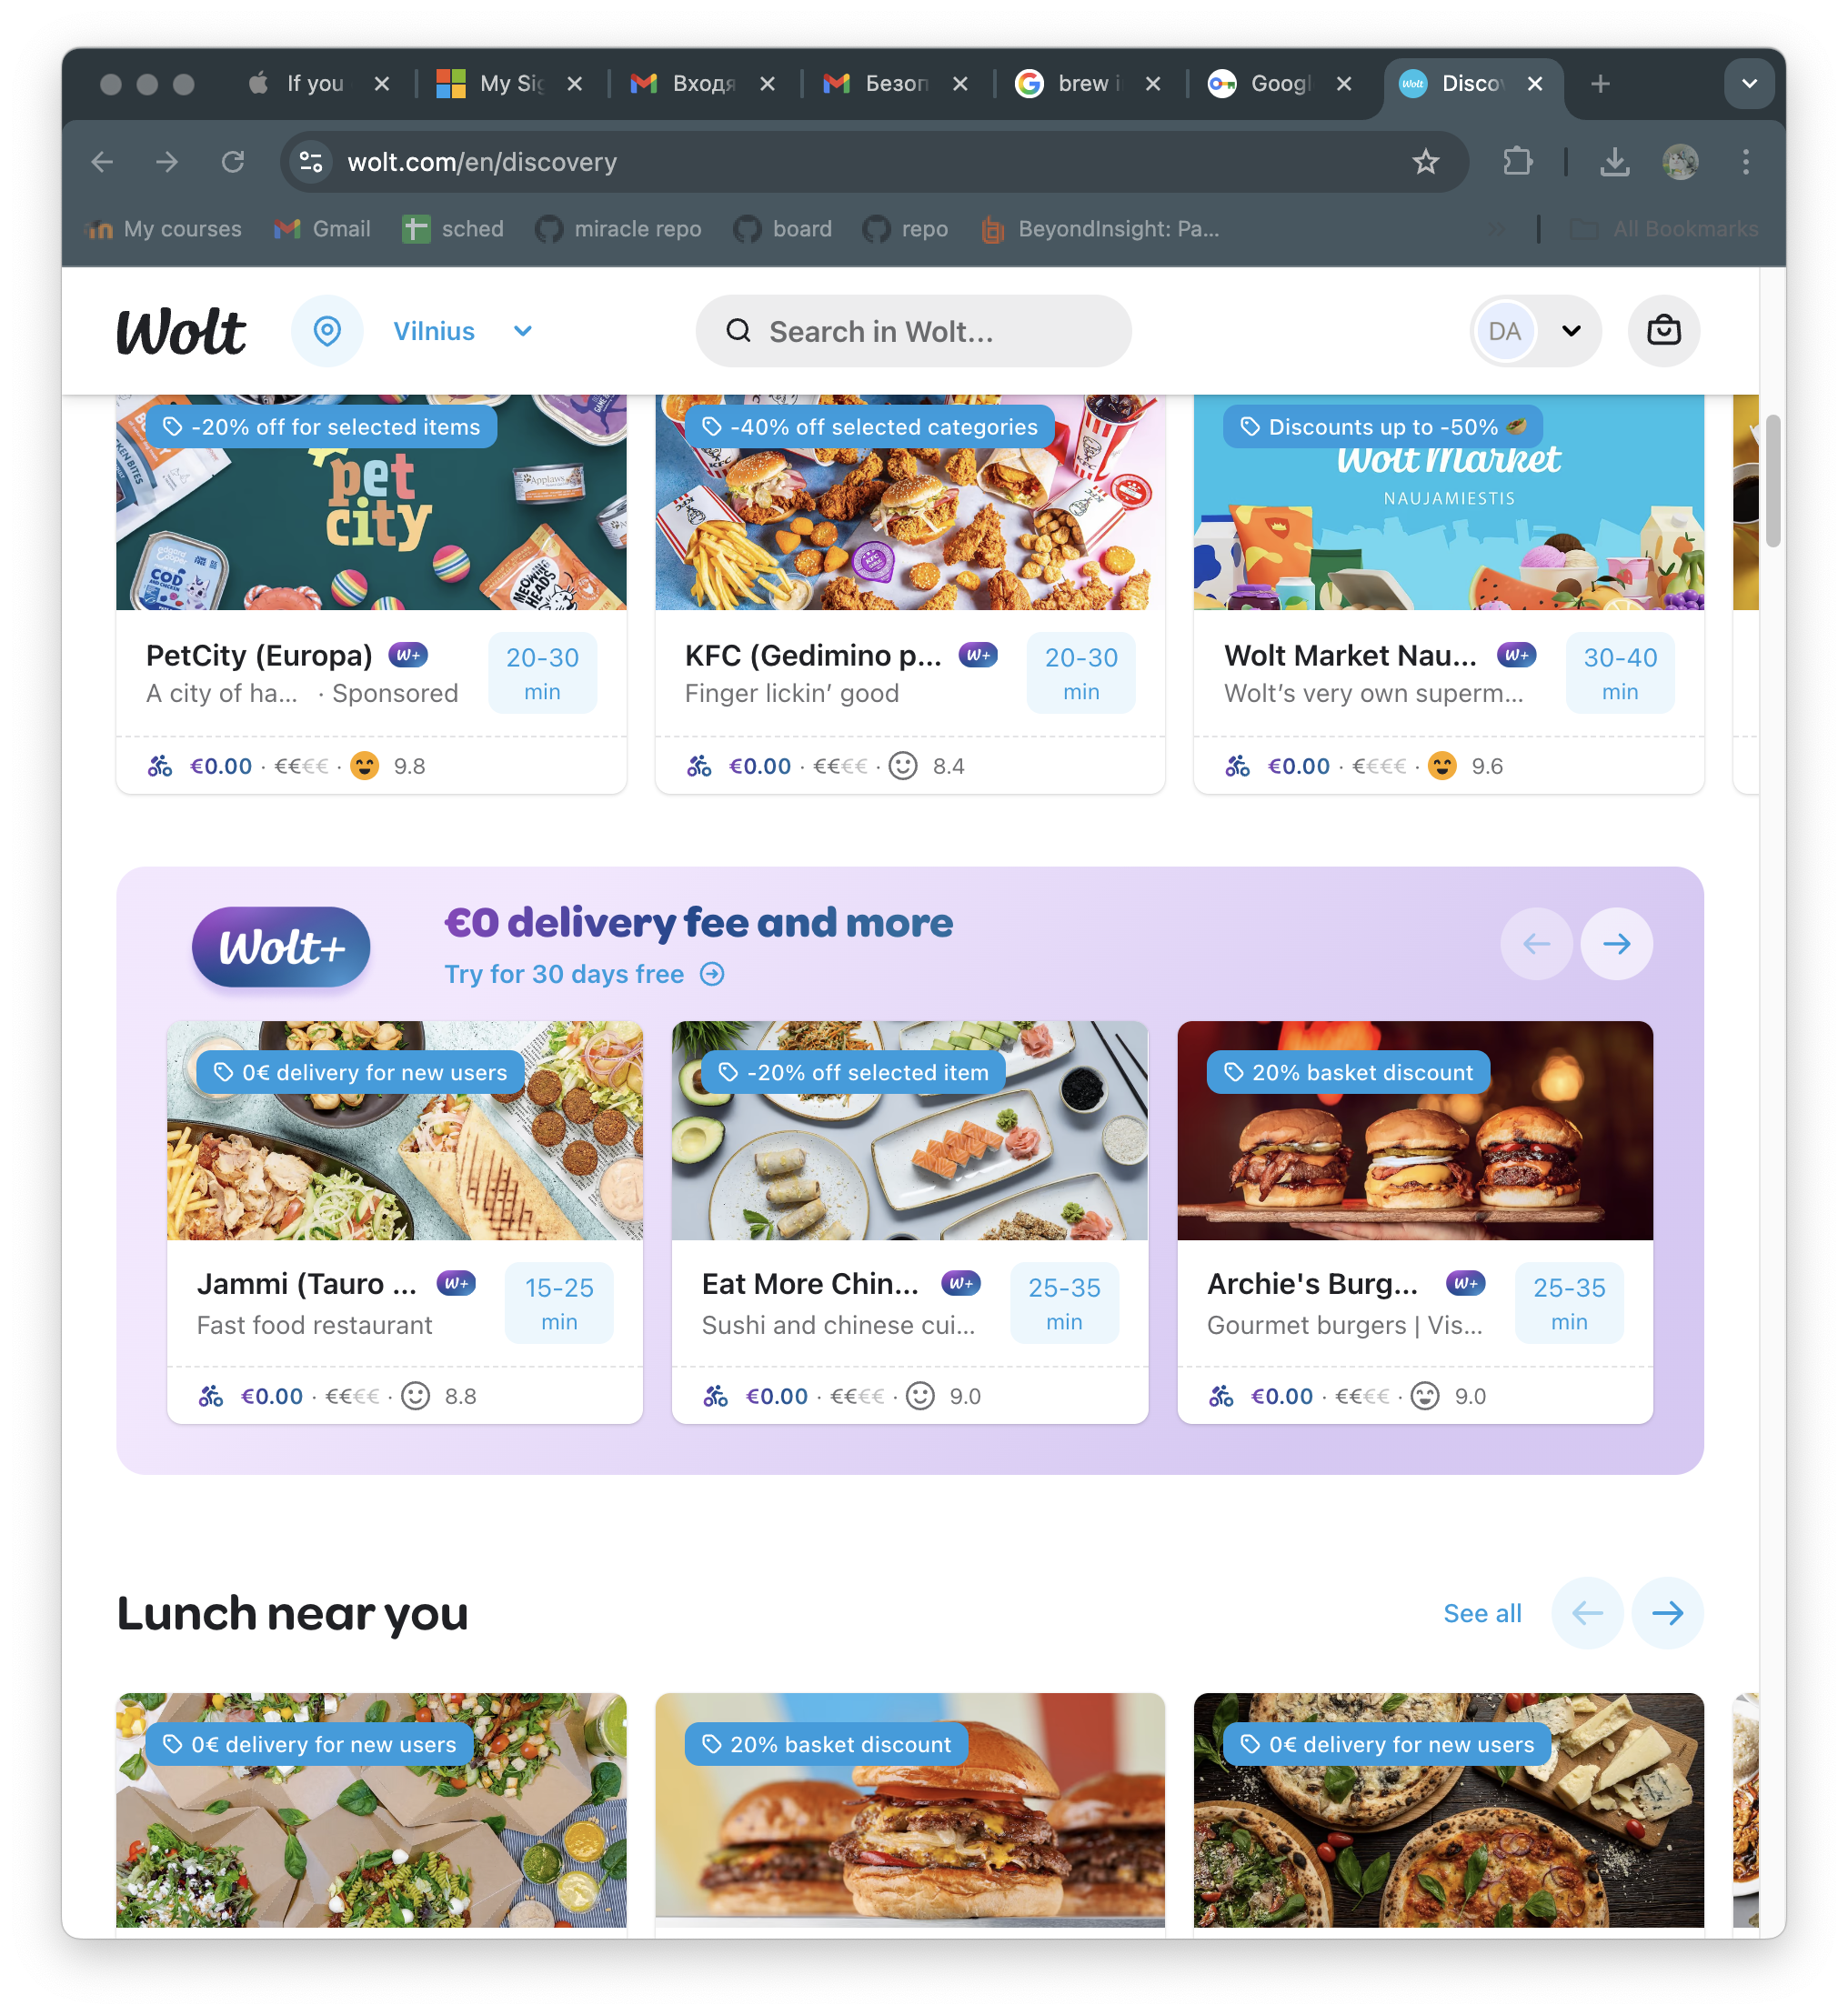 If you
My Sig
Входя
Безоп
brew i
Googl
Disco
wolt.com/en/discovery
My courses
Gmail
sched
miracle repo
board
repo
BeyondInsight: Pa...
All Bookmarks
Wolt
Vilnius
Search in Wolt...
DA
-20% off for selected items
pet
city
Applaws
COD
AND CHICKEN
MEOWING
HEADS
PetCity (Europa)
W+
A city of ha... · Sponsored
20-30
min
€0.00 · €€€€ · 9.8
-40% off selected categories
KFC
KFC (Gedimino p...
W+
Finger lickin’ good
20-30
min
€0.00 · €€€€ · 8.4
Discounts up to -50%
Wolt Market
NAUJAMIESTIS
Wolt Market Nau...
W+
Wolt’s very own superm...
30-40
min
€0.00 · €€€€ · 9.6
Wolt+
€0 delivery fee and more
Try for 30 days free
0€ delivery for new users
Jammi (Tauro ...
W+
Fast food restaurant
15-25
min
€0.00 · €€€€ · 8.8
-20% off selected item
Eat More Chin...
W+
Sushi and chinese cui...
25-35
min
€0.00 · €€€€ · 9.0
20% basket discount
Archie's Burg...
W+
Gourmet burgers | Vis...
25-35
min
€0.00 · €€€€ · 9.0
Lunch near you
See all
0€ delivery for new users
20% basket discount
0€ delivery for new users